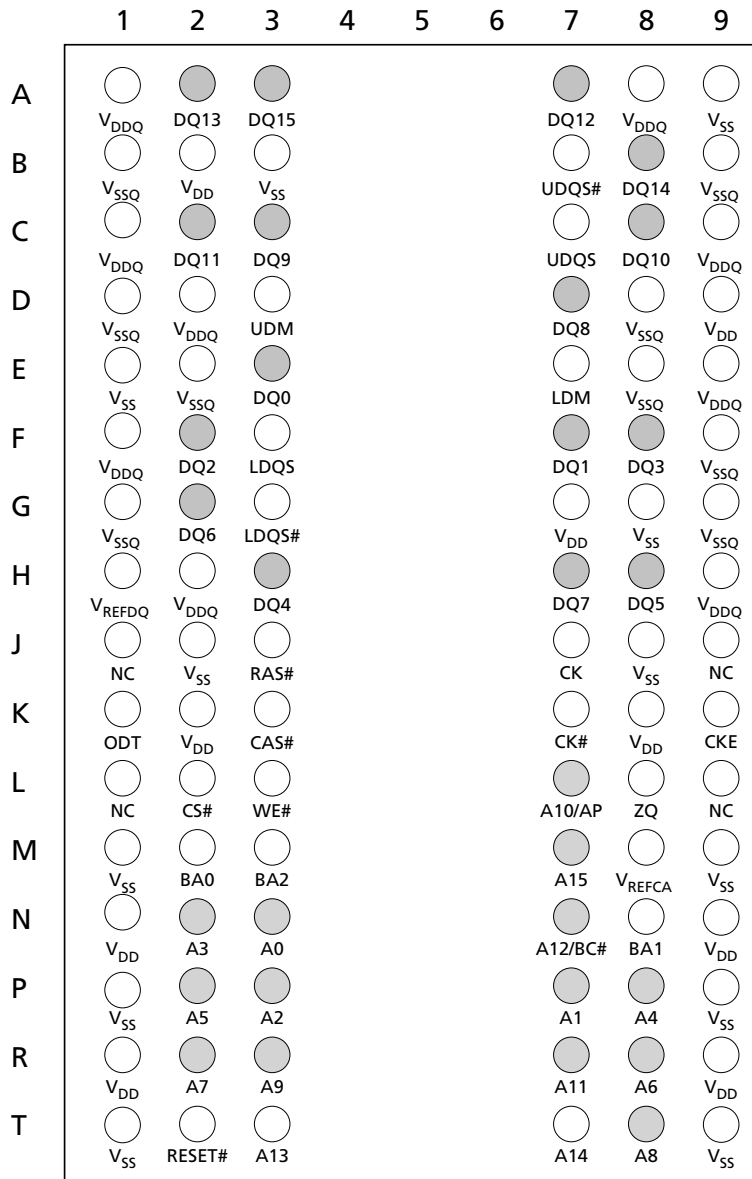 1 2 3 4 5 6 7 8 9
A
VDDQ DQ13 DQ15 DQ12 VDDQ VSS
B
VSSQ VDD VSS UDQS# DQ14 VSSQ
C
VDDQ DQ11 DQ9 UDQS DQ10 VDDQ
D
VSSQ VDDQ UDM DQ8 VSSQ VDD
E
VSS VSSQ DQ0 LDM VSSQ VDDQ
F
VDDQ DQ2 LDQS DQ1 DQ3 VSSQ
G
VSSQ DQ6 LDQS# VDD VSS VSSQ
H
VREFDQ VDDQ DQ4 DQ7 DQ5 VDDQ
J
NC VSS RAS# CK VSS NC
K
ODT VDD CAS# CK# VDD CKE
L
NC CS# WE# A10/AP ZQ NC
M
VSS BA0 BA2 A15 VREFCA VSS
N
VDD A3 A0 A12/BC# BA1 VDD
P
VSS A5 A2 A1 A4 VSS
R
VDD A7 A9 A11 A6 VDD
T
VSS RESET# A13 A14 A8 VSS